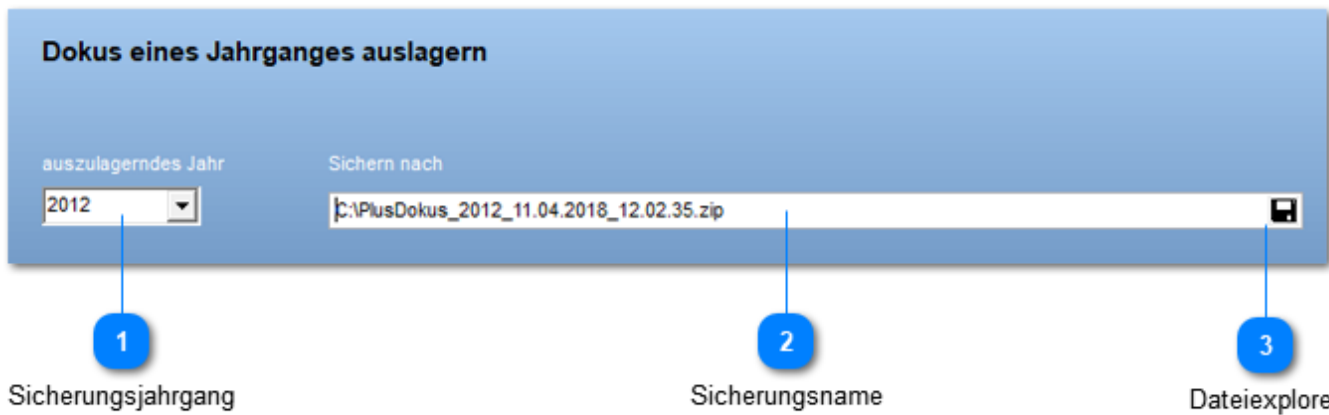 Dokus eines Jahrganges auslagern
auszulagerndes Jahr Sichern nach
2012 C:\PlusDokus_2012_11.04.2018_12.02.35.zip
1 2 3
Sicherungsjahrgang Sicherungsname Dateiexplore